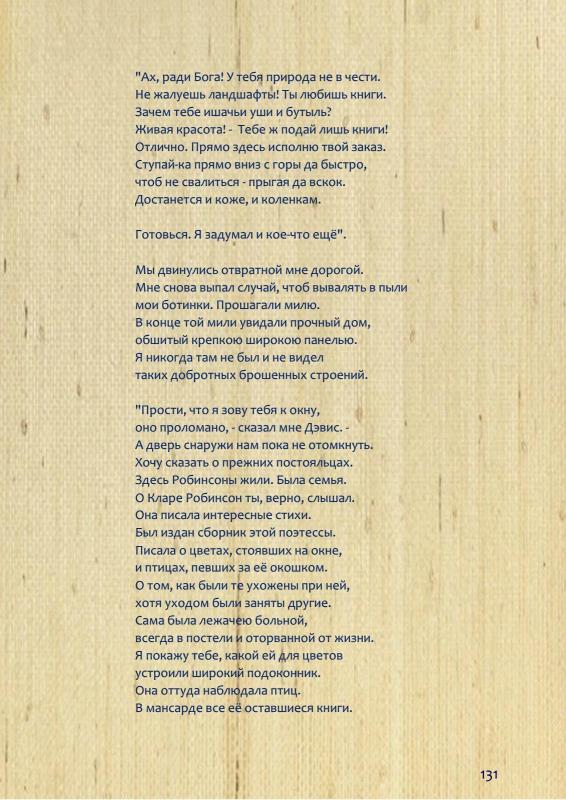 "Ах, ради Бога! У тебя природа не в чести.
Не жалуешь ландшафты! Ты любишь книги.
Зачем тебе ишачьи уши и бутыль?
Живая красота! -  Тебе ж подай лишь книги!
Отлично. Прямо здесь исполню твой заказ.
Ступай-ка прямо вниз с горы да быстро,
чтоб не свалиться - прыгая да вскок.
Достанется и коже, и коленкам.
Готовься. Я задумал и кое-что ещё".
Мы двинулись отвратной мне дорогой.
Мне снова выпал случай, чтоб вывалять в пыли
мои ботинки. Прошагали милю.
В конце той мили увидали прочный дом,
обшитый крепкою широкою панелью.
Я никогда там не был и не видел
таких добротных брошенных строений.
"Прости, что я зову тебя к окну,
оно проломано, - сказал мне Дэвис. -
А дверь снаружи нам пока не отомкнуть.
Хочу сказать о прежних постояльцах.
Здесь Робинсоны жили. Была семья.
О Кларе Робинсон ты, верно, слышал.
Она писала интересные стихи.
Был издан сборник этой поэтессы.
Писала о цветах, стоявших на окне,
и птицах, певших за её окошком.
О том, как были те ухожены при ней,
хотя уходом были заняты другие.
Сама была лежачею больной,
всегда в постели и оторванной от жизни.
Я покажу тебе, какой ей для цветов
устроили широкий подоконник.
Она оттуда наблюдала птиц.
В мансарде все её оставшиеся книги.
131